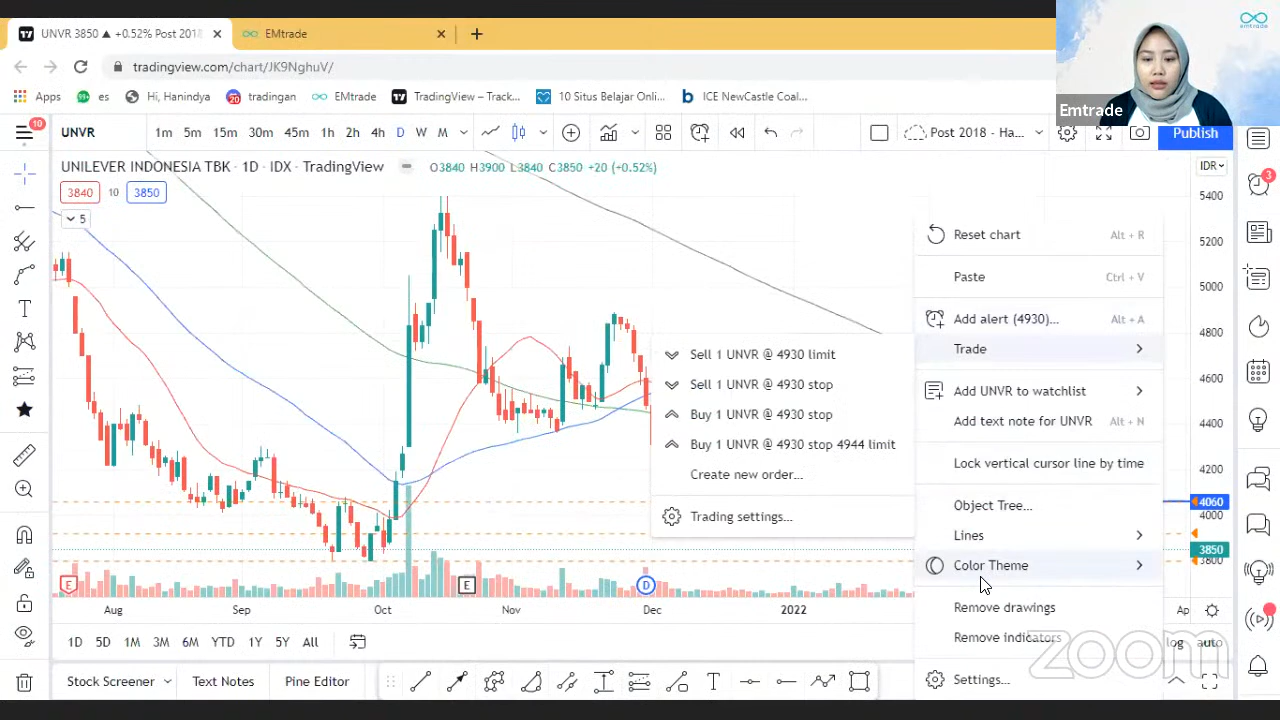 UNVR 3850 ▲ +0.52% Post 2018
EMtrade
emtrade
tradingview.com/chart/JK9NghuV/
Apps
99+
es
Hi, Hanindya
20
tradingan
EMtrade
TradingView – Track...
10 Situs Belajar Onli...
ICE NewCastle Coal...
Emtrade
10
UNVR
1m 5m 15m 30m 45m 1h 2h 4h D W M
Post 2018 - Ha...
Publish
UNILEVER INDONESIA TBK · 1D · IDX · TradingView
O3840 H3900 L3840 C3850 +20 (+0.52%)
IDR
3840 10 3850
5
3
5400
5200
5000
4800
4600
4400
4200
4060
4000
3850
3800
Reset chart Alt + R
Paste Ctrl + V
Add alert (4930)... Alt + A
Trade
Add UNVR to watchlist
Add text note for UNVR Alt + N
Lock vertical cursor line by time
Object Tree...
Lines
Color Theme
Remove drawings
Remove indicators
Settings...
Sell 1 UNVR @ 4930 limit
Sell 1 UNVR @ 4930 stop
Buy 1 UNVR @ 4930 stop
Buy 1 UNVR @ 4930 stop 4944 limit
Create new order...
Trading settings...
E
E
D
Aug Sep Oct Nov Dec 2022 Ap
1D 5D 1M 3M 6M YTD 1Y 5Y All
log auto
zoom
Stock Screener Text Notes Pine Editor